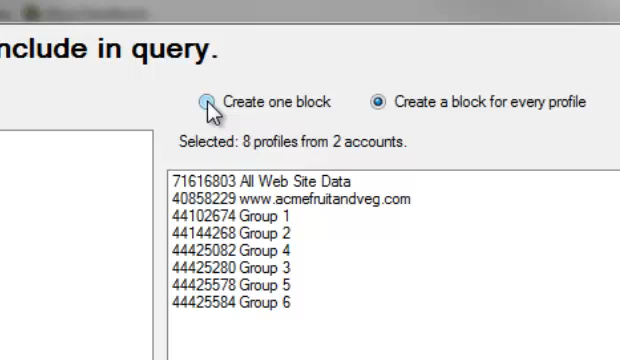 nclude in query.
Create one block
Create a block for every profile
Selected: 8 profiles from 2 accounts.
71616803 All Web Site Data
40858229 www.acmefruitandveg.com
44102674 Group 1
44144268 Group 2
44425082 Group 4
44425280 Group 3
44425578 Group 5
44425584 Group 6